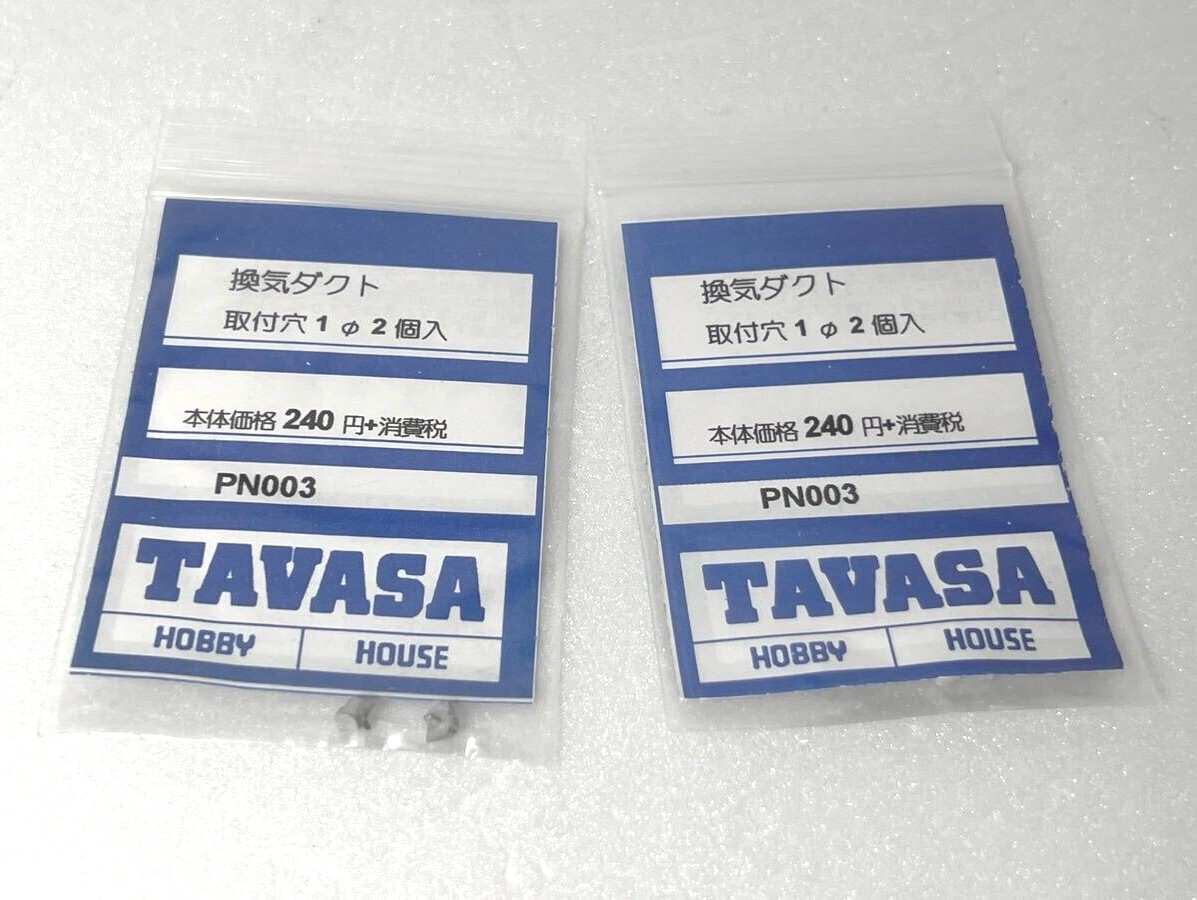 換気ダクト
取付穴 1 φ 2 個入
本体価格 240 円+消費税
PN003
TAVASA
HOBBY HOUSE
換気ダクト
取付穴 1 φ 2 個入
本体価格 240 円+消費税
PN003
TAVASA
HOBBY HOUSE